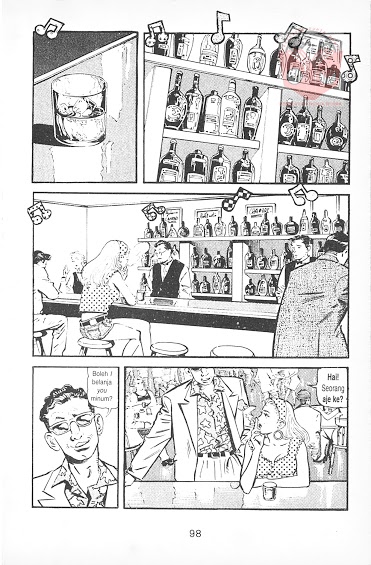 Boleh I
belanja
you
minum?
Hai!
Seorang
aje ke?
98